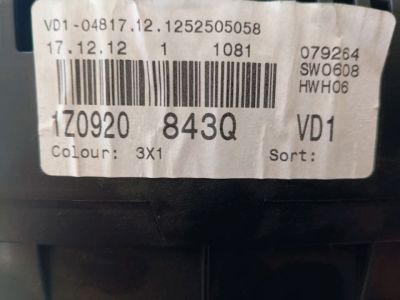 VD1-04817.12.1252505058
17.12.12 1 1081 079264
SW0608
HWH06
1Z0920 843Q VD1
Colour: 3X1 Sort: